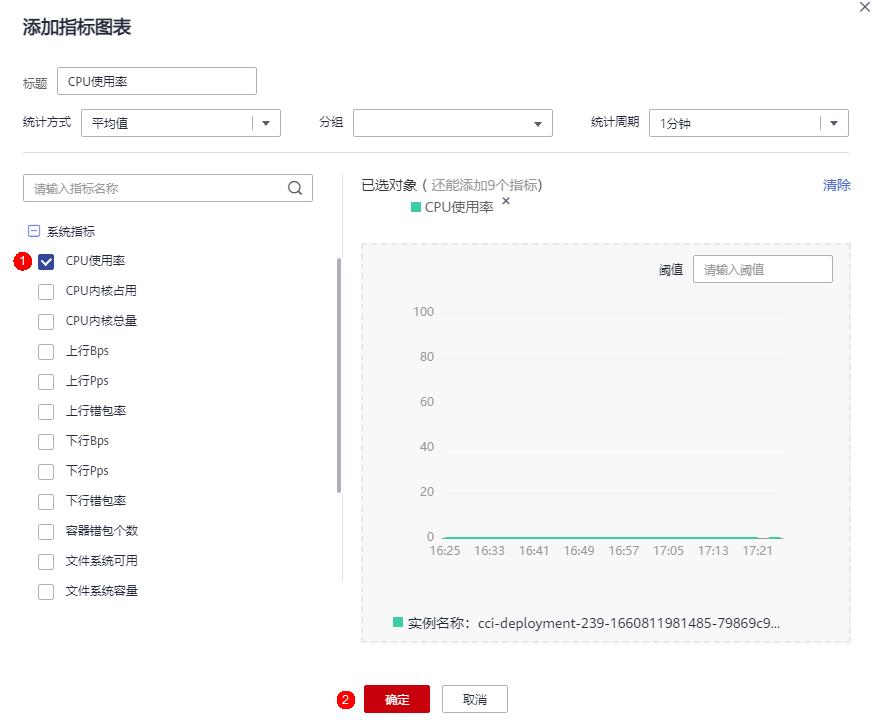 添加指标图表
标题 CPU使用率
统计方式 平均值 分组 统计周期 1分钟
请输入指标名称
系统指标
1 CPU使用率
CPU内核占用
CPU内核总量
上行Bps
上行Pps
上行错包率
下行Bps
下行Pps
下行错包率
容器错包个数
文件系统可用
文件系统容量
已选对象 ( 还能添加9个指标) 清除
CPU使用率 ×
阈值 请输入阈值
100
80
60
40
20
0
16:25 16:33 16:41 16:49 16:57 17:05 17:13 17:21
实例名称: cci-deployment-239-1660811981485-79869c9...
2 确定 取消